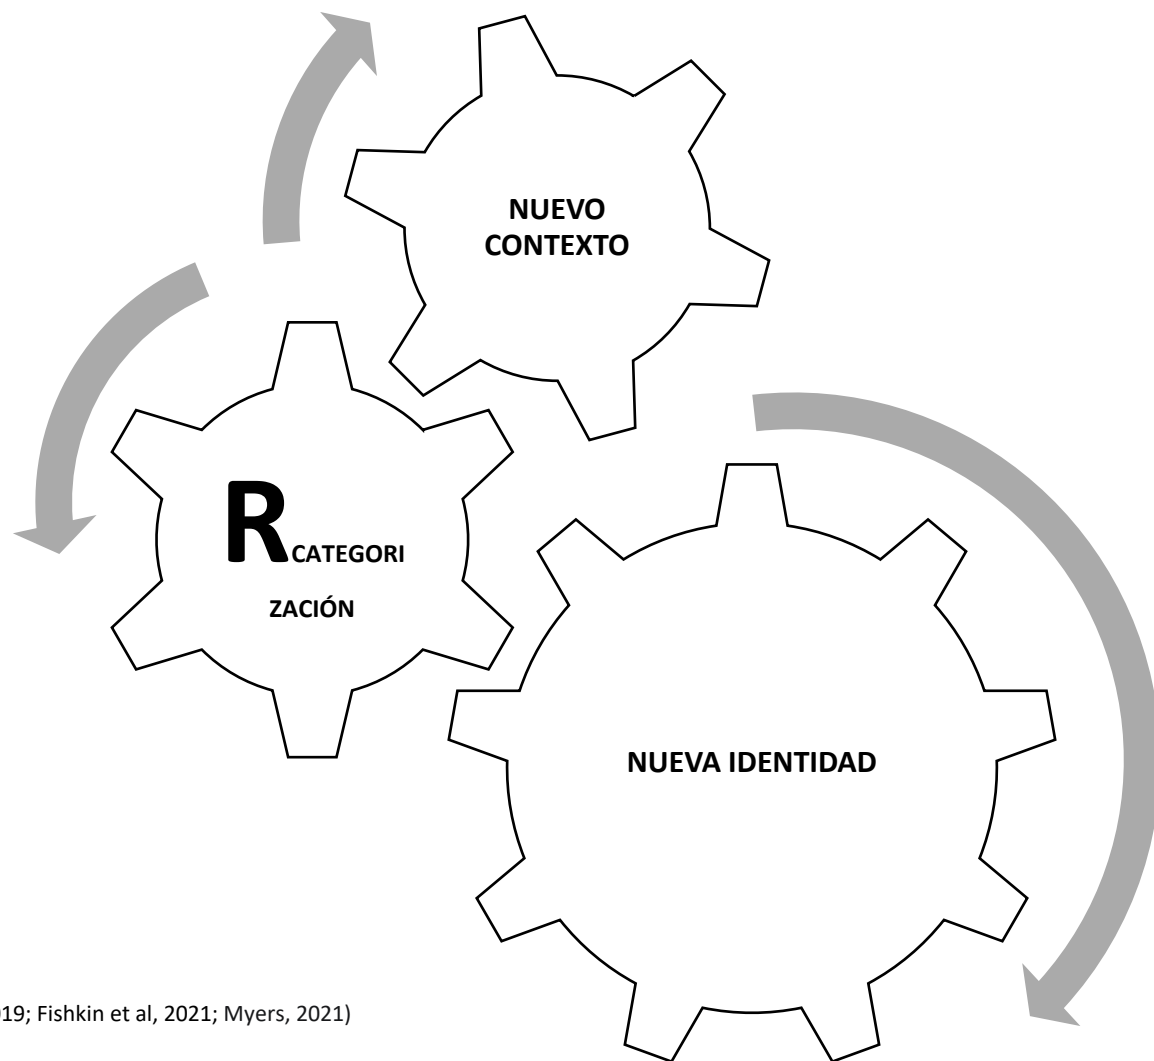 NUEVO
CONTEXTO
RCATEGORI
ZACIÓN
NUEVA IDENTIDAD
19; Fishkin et al, 2021; Myers, 2021)